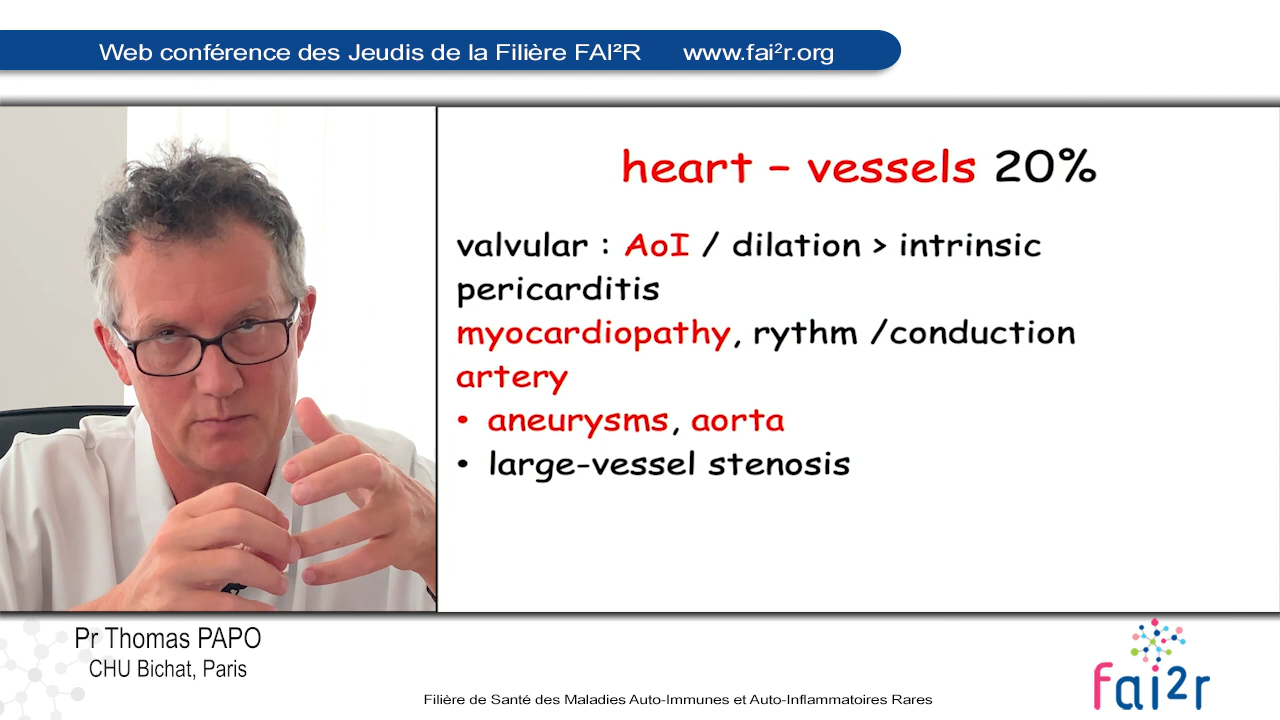 Web conférence des Jeudis de la Filière FAI²R www.fai²r.org
heart – vessels 20%
valvular : AoI / dilation > intrinsic
pericarditis
myocardiopathy, rythm /conduction
artery
• aneurysms, aorta
• large-vessel stenosis
Pr Thomas PAPO
CHU Bichat, Paris
fai2r
Filière de Santé des Maladies Auto-Immunes et Auto-Inflammatoires Rares